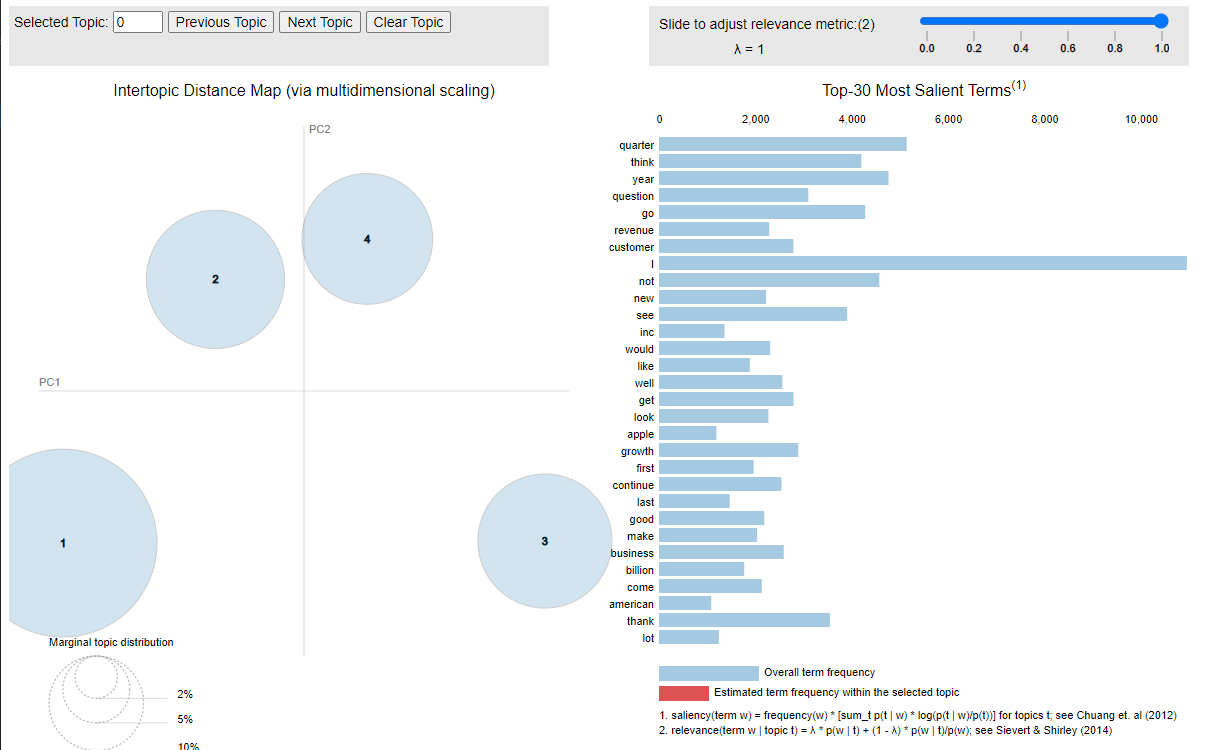 Selected Topic: 0 Previous Topic Next Topic Clear Topic
Slide to adjust relevance metric:(2)
λ = 1
0.0 0.2 0.4 0.6 0.8 1.0
Intertopic Distance Map (via multidimensional scaling)
PC2
PC1
2
4
1
3
Marginal topic distribution
2%
5%
10%
Top-30 Most Salient Terms(1)
0 2,000 4,000 6,000 8,000 10,000
quarter
think
year
question
go
revenue
customer
I
not
new
see
inc
would
like
well
get
look
apple
growth
first
continue
last
good
make
business
billion
come
american
thank
lot
Overall term frequency
Estimated term frequency within the selected topic
1. saliency(term w) = frequency(w) * [sum_t p(t | w) * log(p(t | w)/p(t))] for topics t; see Chuang et. al (2012)
2. relevance(term w | topic t) = λ * p(w | t) + (1 - λ) * p(w | t)/p(w); see Sievert & Shirley (2014)